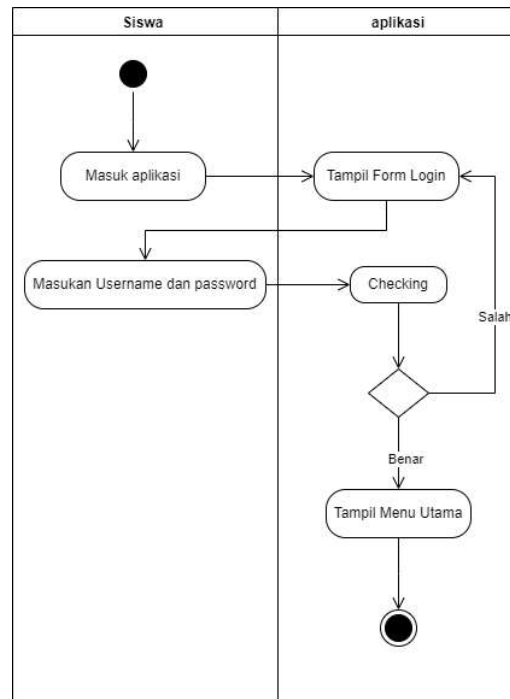 Siswa
aplikasi
Masuk aplikasi
Tampil Form Login
Masukan Username dan password
Checking
Salah
Benar
Tampil Menu Utama